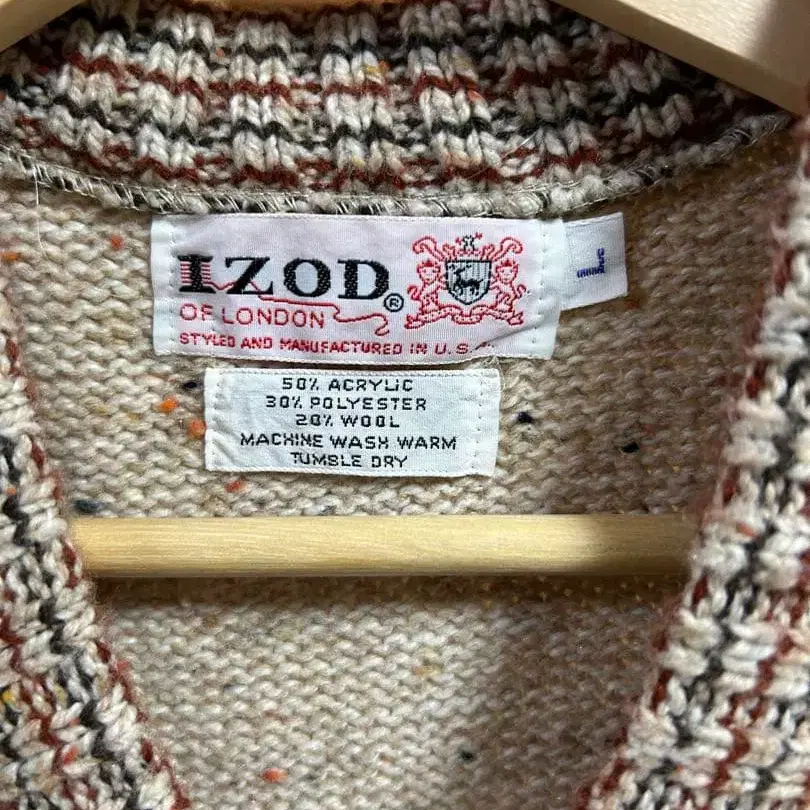 IZOD®
OF LONDON
STYLED AND MANUFACTURED IN U.S.A.
50% ACRYLIC
30% POLYESTER
20% WOOL
MACHINE WASH WARM
TUMBLE DRY